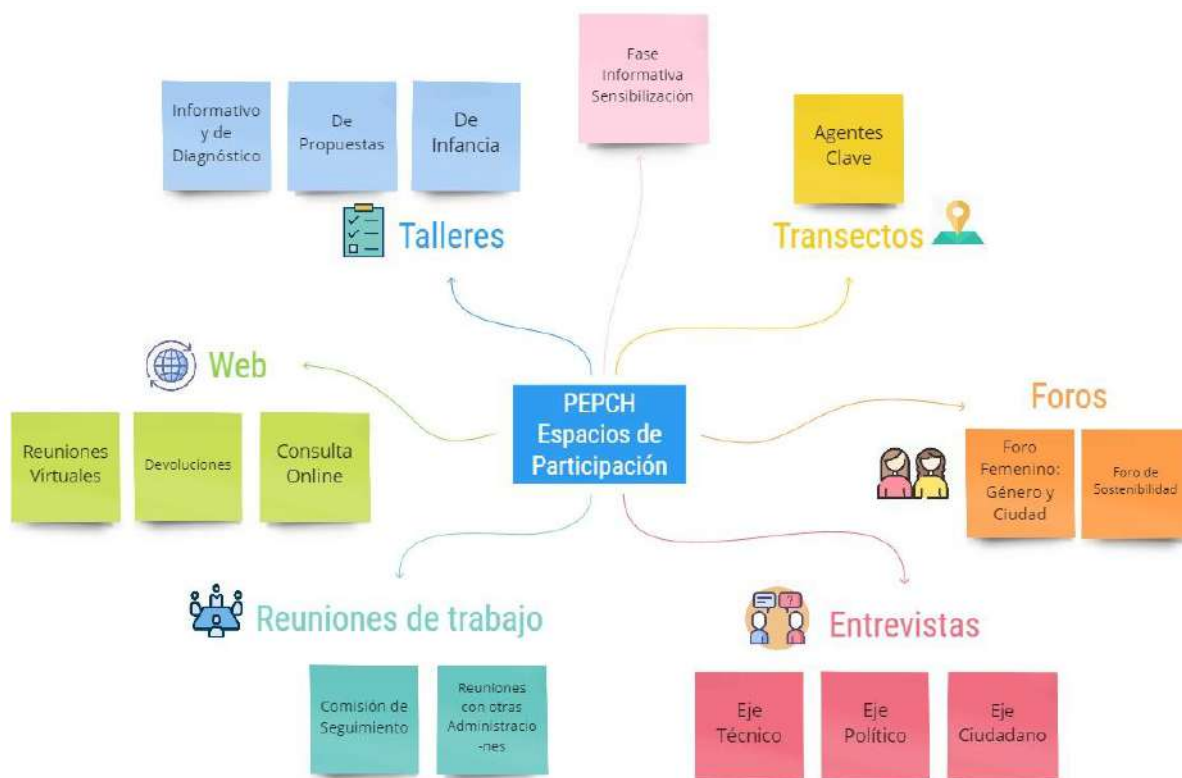 Fase
Informativa
Sensibilización
Informativo
y de
Diagnóstico
De
Propuestas
De
Infancia
Talleres
Agentes
Clave
Transectos
Web
Reuniones
Virtuales
Devoluciones
Consulta
Online
PEPCH
Espacios de
Participación
Foros
Foro
Femenino:
Género y
Ciudad
Foro de
Sostenibilidad
Reuniones de trabajo
Comisión de
Seguimiento
Reuniones
con otras
Administracio
-nes
Entrevistas
Eje
Técnico
Eje
Político
Eje
Ciudadano